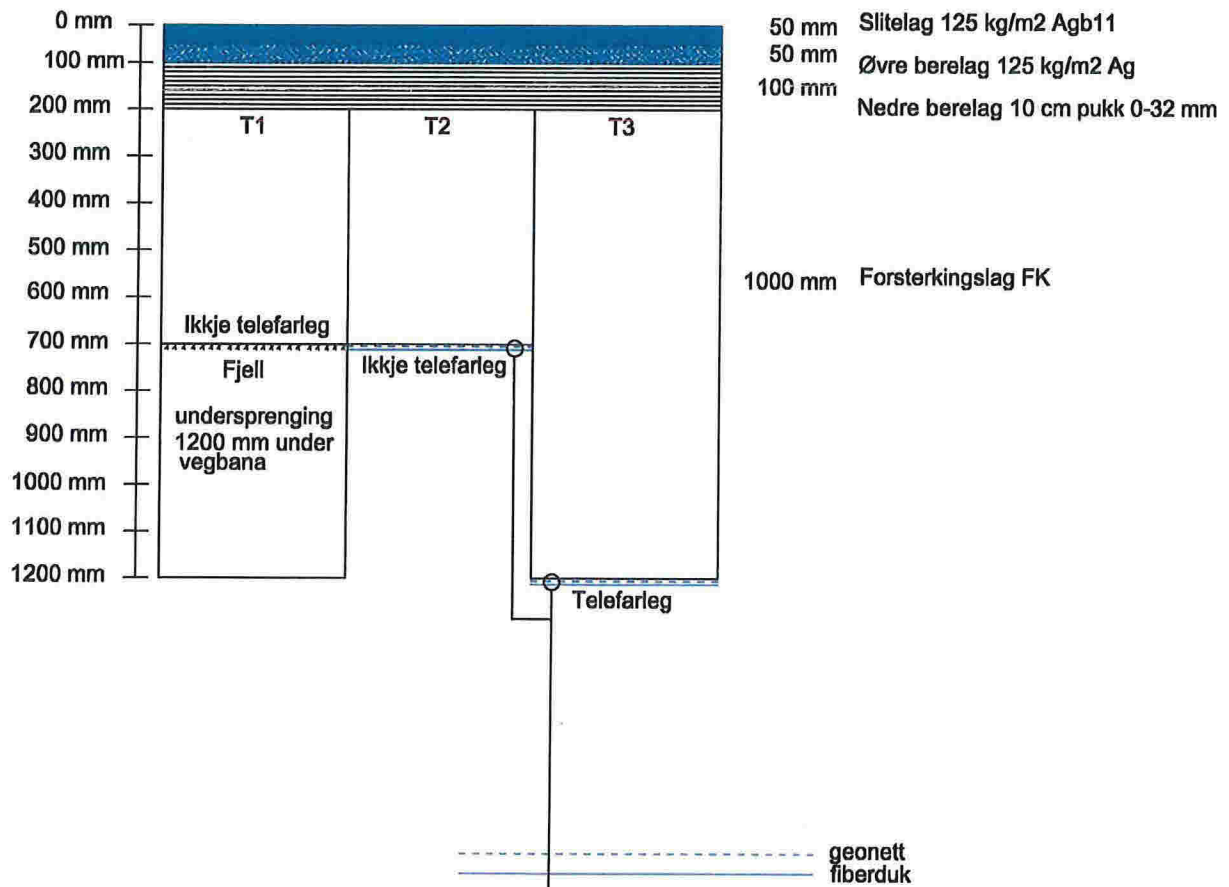 0 mm
100 mm
200 mm
300 mm
400 mm
500 mm
600 mm
700 mm
800 mm
900 mm
1000 mm
1100 mm
1200 mm
50 mm Slitelag 125 kg/m2 Agb11
50 mm Øvre berelag 125 kg/m2 Ag
100 mm Nedre berelag 10 cm pukk 0-32 mm
T1 T2 T3
1000 mm Forsterkingslag FK
Ikkje telefarleg
Fjell
undersprenging
1200 mm under
vegbana
Ikkje telefarleg
Telefarleg
geonett
fiberduk